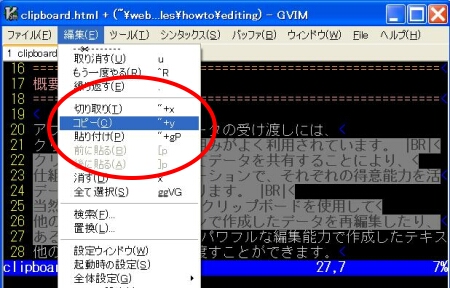 clipboard.html + (~\web...les\howto\editing) - GVIM
ファイル(F) 編集(E) ツール(T) シンタックス(S) バッファ(B) ウィンドウ(W) File ヘルプ(H)
1 clipboard
取り消す(U) u
もう一度やる(R) ^R
繰り返す(E) .
切り取り(I) "+x
コピー(C) "+y
貼り付け(P) "+gP
前に貼る(B) [p
後に貼る(A) ]p
消す(D) x
全て選択(S) ggVG
検索(F)...
置換(L)...
設定ウィンドウ(W)
起動時の設定(S)
全体設定(G)
16 ====================
17 概要
18 ====================
19
20 ア データの受け渡しには、
21 ク みがよく利用されています。 |BR|<
22 クリ データを共有することにより、<
23 仕組 ションで、それぞれの得意能力を活
24 デー ります。 |BR|<
25 当然 クリップボードを使用して<
26 他の ンで作成したデータを再編集したり、
27 ある パワフルな編集能力で作成したテキス
28 他の 度すことができます。
clipboard.html 27,7 7%